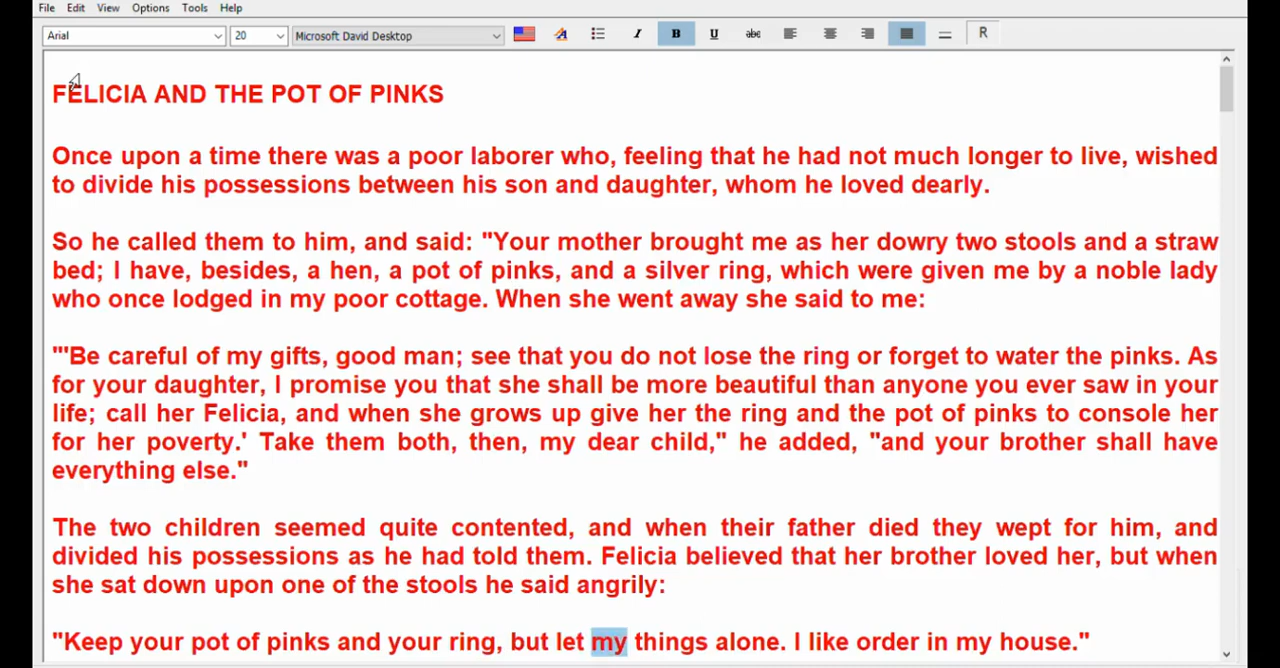 File Edit View Options Tools Help
Arial 20 Microsoft David Desktop I B U abc R
FELICIA AND THE POT OF PINKS
Once upon a time there was a poor laborer who, feeling that he had not much longer to live, wished
to divide his possessions between his son and daughter, whom he loved dearly.
So he called them to him, and said: "Your mother brought me as her dowry two stools and a straw
bed; I have, besides, a hen, a pot of pinks, and a silver ring, which were given me by a noble lady
who once lodged in my poor cottage. When she went away she said to me:
"'Be careful of my gifts, good man; see that you do not lose the ring or forget to water the pinks. As
for your daughter, I promise you that she shall be more beautiful than anyone you ever saw in your
life; call her Felicia, and when she grows up give her the ring and the pot of pinks to console her
for her poverty.' Take them both, then, my dear child," he added, "and your brother shall have
everything else."
The two children seemed quite contented, and when their father died they wept for him, and
divided his possessions as he had told them. Felicia believed that her brother loved her, but when
she sat down upon one of the stools he said angrily:
"Keep your pot of pinks and your ring, but let my things alone. I like order in my house."